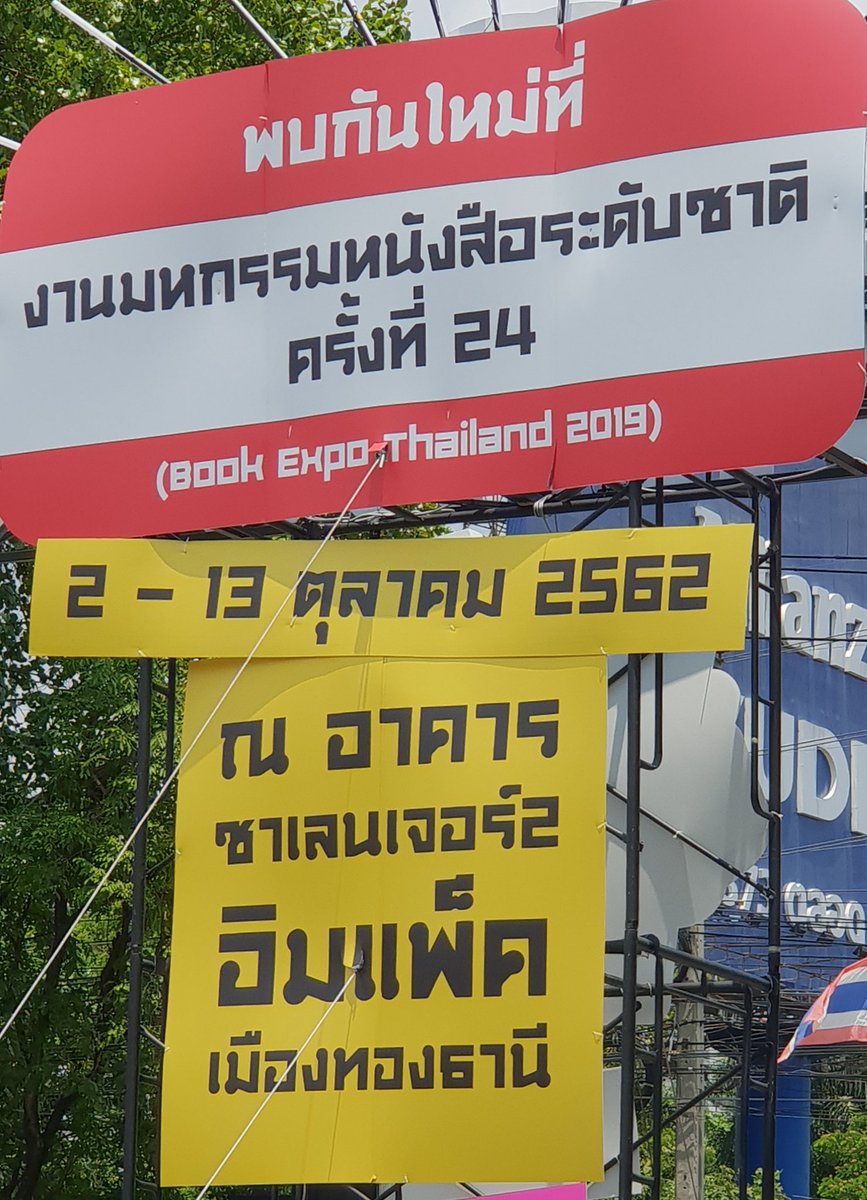 พบกันใหม่ที่
งานมหกรรมหนังสือระดับชาติ
ครั้งที่ 24
(Book Expo Thailand 2019)
2 - 13 ตุลาคม 2562
ณ อาคาร
ชาเลนเจอร์2
อิมแพ็ค
เมืองทองธานี